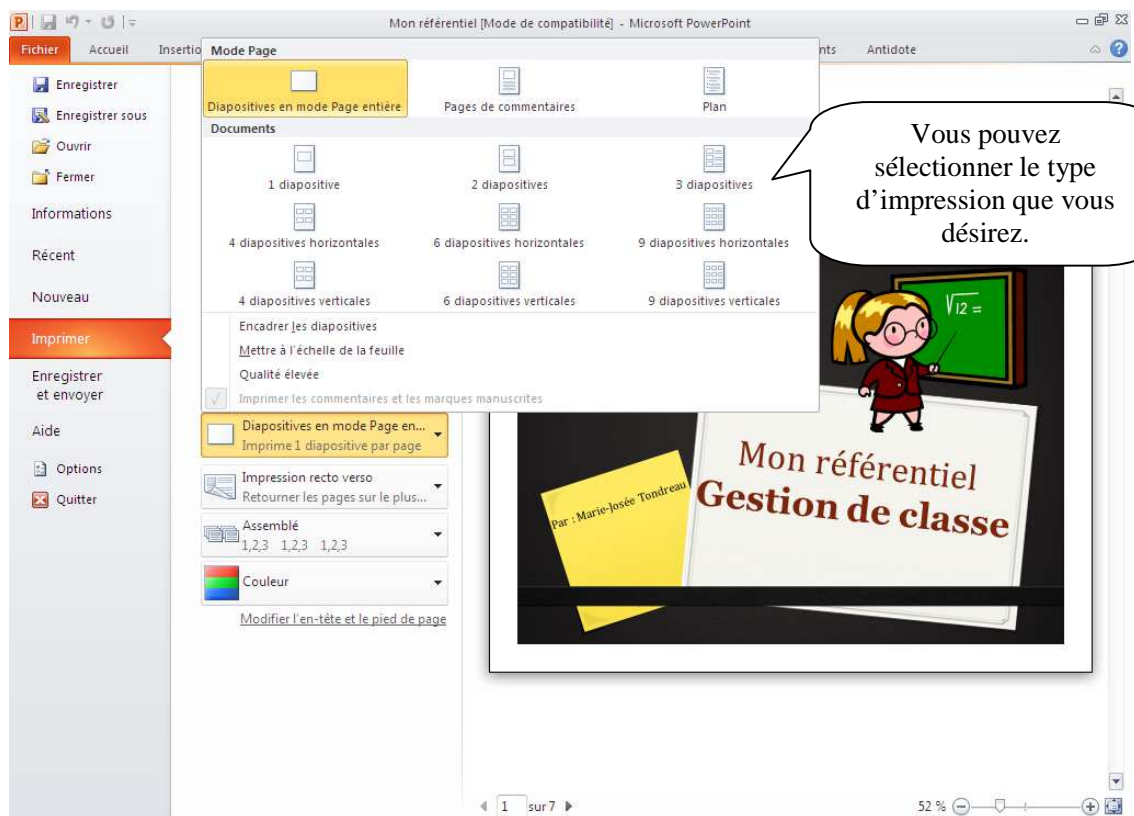 Mon référentiel [Mode de compatibilité] - Microsoft PowerPoint
Fichier Accueil Insertio nts Antidote
Enregistrer
Enregistrer sous
Ouvrir
Fermer
Informations
Récent
Nouveau
Imprimer
Enregistrer
et envoyer
Aide
Options
Quitter
Mode Page
Diapositives en mode Page entière Pages de commentaires Plan
Documents
1 diapositive 2 diapositives 3 diapositives
4 diapositives horizontales 6 diapositives horizontales 9 diapositives horizontales
4 diapositives verticales 6 diapositives verticales 9 diapositives verticales
Encadrer les diapositives
Mettre à l'échelle de la feuille
Qualité élevée
Imprimer les commentaires et les marques manuscrites
Diapositives en mode Page en...
Imprime 1 diapositive par page
Impression recto verso
Retourner les pages sur le plus...
Assemblé
1,2,3 1,2,3 1,2,3
Couleur
Modifier l'en-tête et le pied de page
Vous pouvez
sélectionner le type
d’impression que vous
désirez.
√12 =
Mon référentiel
Gestion de classe
Par : Marie-Josée Tondreau
1 sur 7
52 %